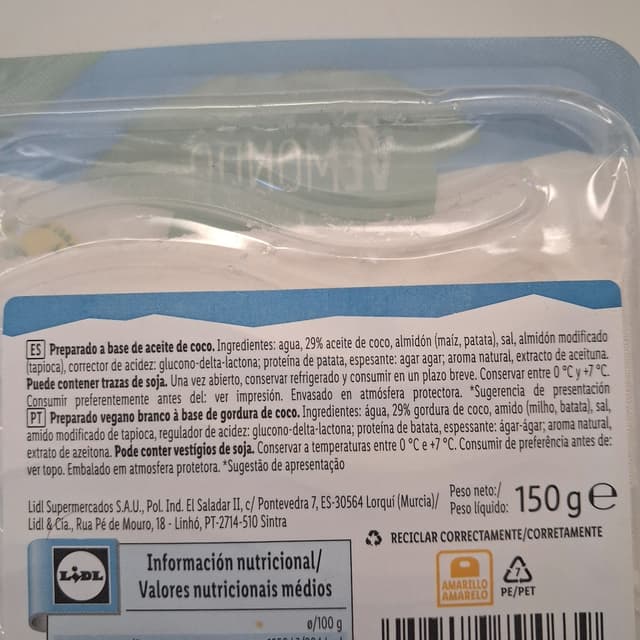 VEMONDO
ES Preparado a base de aceite de coco. Ingredientes: agua, 29% aceite de coco, almidón (maíz, patata), sal, almidón modificado
(tapioca), corrector de acidez: glucono-delta-lactona; proteína de patata, espesante: agar agar; aroma natural, extracto de aceituna.
Puede contener trazas de soja. Una vez abierto, conservar refrigerado y consumir en un plazo breve. Conservar entre 0 °C y +7 °C.
Consumir preferentemente antes del: ver impresión. Envasado en atmósfera protectora. *Sugerencia de presentación
PT Preparado vegano branco à base de gordura de coco. Ingredientes: água, 29% gordura de coco, amido (milho, batata), sal,
amido modificado de tapioca, regulador de acidez: glucono-delta-lactona; proteína de batata, espessante: ágar-ágar; aroma natural,
extrato de azeitona. Pode conter vestígios de soja. Conservar a temperaturas entre 0 °C e +7 °C. Consumir de preferência antes de:
ver topo. Embalado em atmosfera protetora. *Sugestão de apresentação
Lidl Supermercados S.A.U., Pol. Ind. El Saladar II, c/ Pontevedra 7, ES-30564 Lorquí (Murcia)/
Lidl & Cía., Rua Pé de Mouro, 18 - Linhó, PT-2714-510 Sintra
Peso neto:/
Peso líquido: 150 g e
RECICLAR CORRECTAMENTE/CORRETAMENTE
LIDL
Información nutricional/
Valores nutricionais médios
ø/100 g
AMARILLO
AMARELO
7
PE/PET